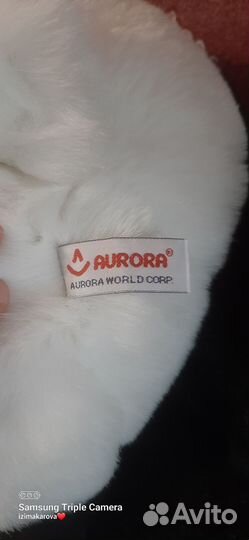 AURORA®
AURORA WORLD CORP.
Samsung Triple Camera
izimakarova❤️
Avito